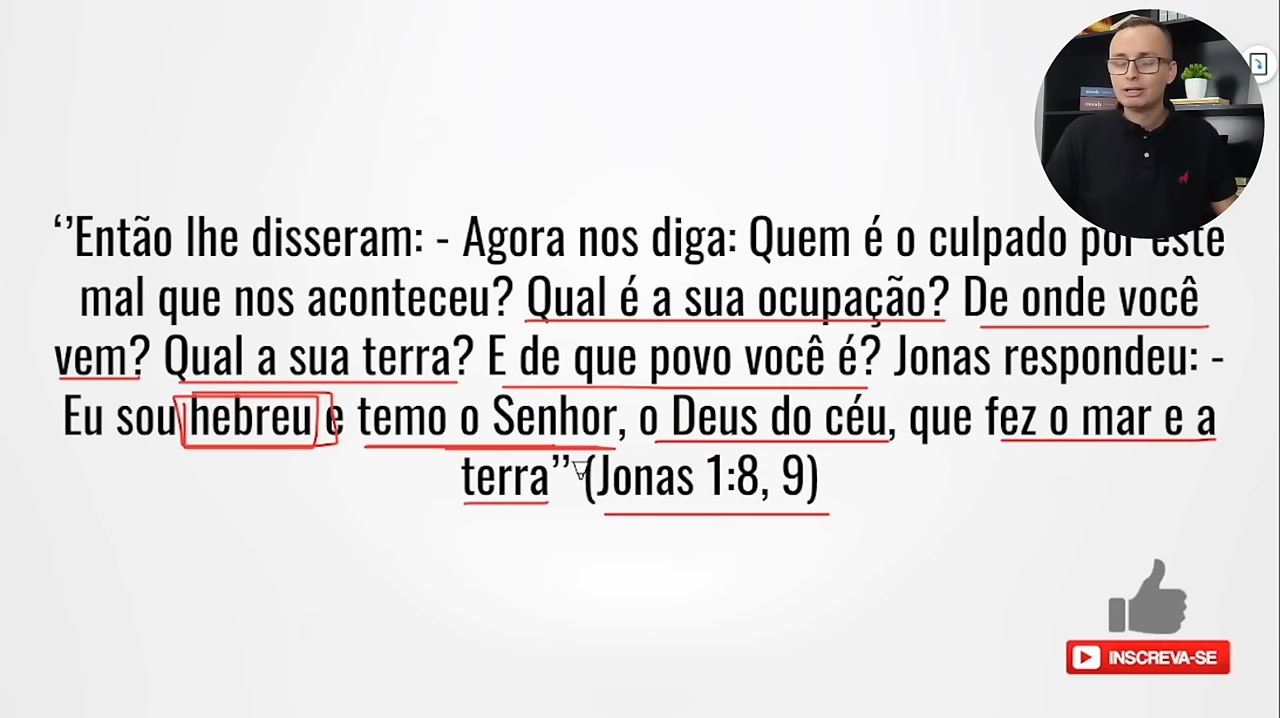 ‘’Então lhe disseram: - Agora nos diga: Quem é o culpado por este
mal que nos aconteceu? Qual é a sua ocupação? De onde você
vem? Qual a sua terra? E de que povo você é? Jonas respondeu: -
Eu sou hebreu e temo o Senhor, o Deus do céu, que fez o mar e a
terra’’ (Jonas 1:8, 9)
INSCREVA-SE